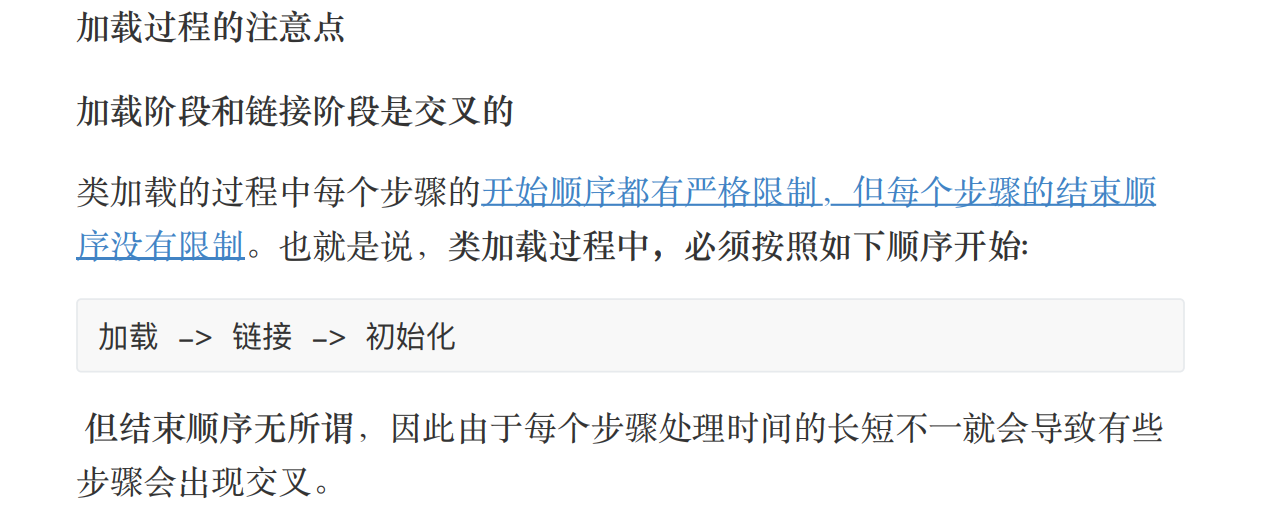 加载过程的注意点
加载阶段和链接阶段是交叉的
类加载的过程中每个步骤的开始顺序都有严格限制，但每个步骤的结束顺
序没有限制。也就是说，类加载过程中，必须按照如下顺序开始:
加载 -> 链接 -> 初始化
但结束顺序无所谓，因此由于每个步骤处理时间的长短不一就会导致有些
步骤会出现交叉。